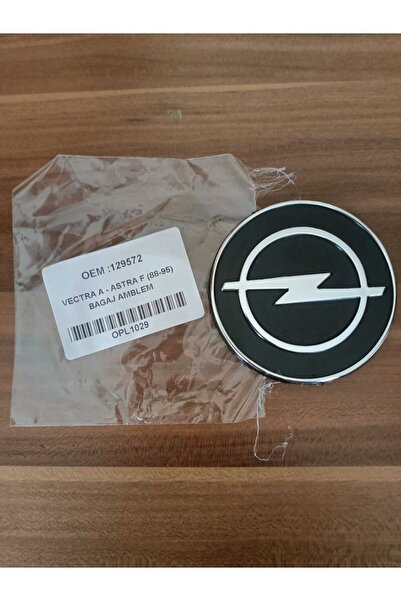 OEM :129572
VECTRA A - ASTRA F (88-95)
BAGAJ AMBLEM
OPL1029